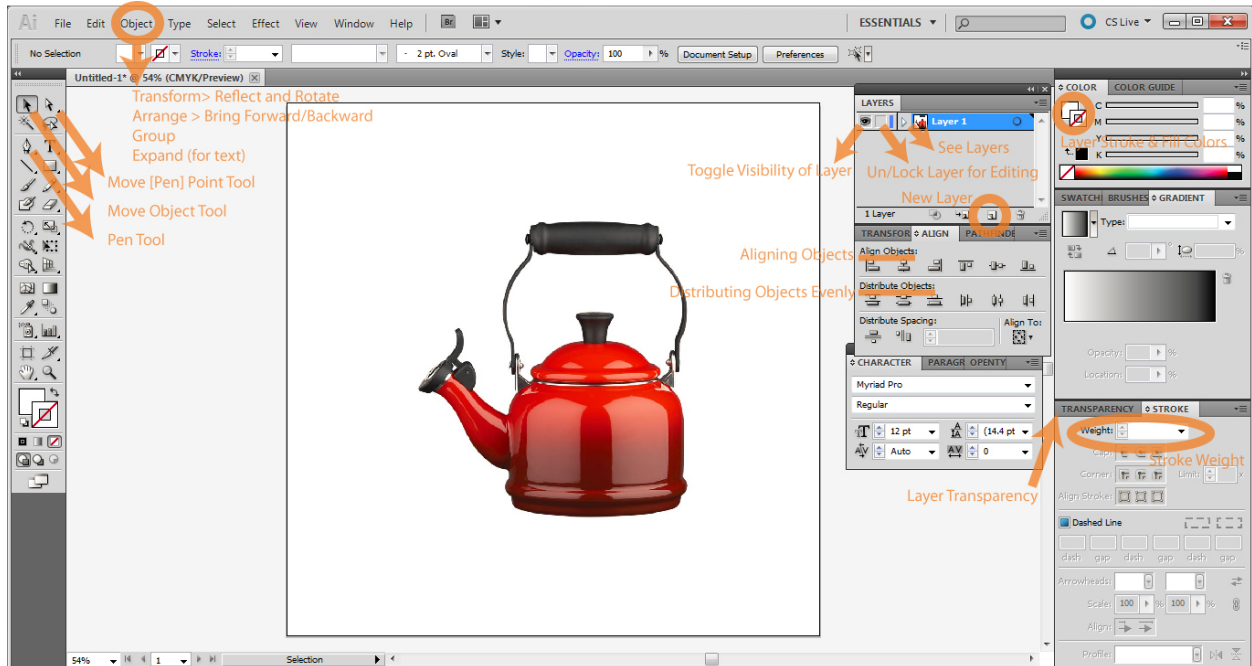 Ai File Edit Object Type Select Effect View Window Help Br ESSENTIALS CS Live
No Selection Stroke: 2 pt. Oval Style: Opacity: 100 % Document Setup Preferences
Untitled-1* @ 54% (CMYK/Preview)
Transform> Reflect and Rotate
Arrange > Bring Forward/Backward
Group
Expand (for text)
Move [Pen] Point Tool
Move Object Tool
Pen Tool
LAYERS
Layer 1
See Layers
Toggle Visibility of Layer
Un/Lock Layer for Editing
New Layer
1 Layer
TRANSFOR ALIGN PATHFINDE
Align Objects:
Aligning Objects
Distribute Objects:
Distributing Objects Evenly
Distribute Spacing: Align To:
CHARACTER PARAGR OPENTY
Myriad Pro
Regular
12 pt (14.4 pt
Auto 0
Layer Transparency
COLOR COLOR GUIDE
C %
M %
Y %
Layer Stroke & Fill Colors
K %
SWATCH BRUSHES GRADIENT
Type:
° %
Opacity: %
Location: %
TRANSPARENCY STROKE
Weight:
Cap:
Stroke Weight
Corner: Limit: x
Align Stroke:
Dashed Line
dash gap dash gap dash gap
Arrowheads:
Scale: 100 % 100 %
Align:
Profile:
54% 1 Selection